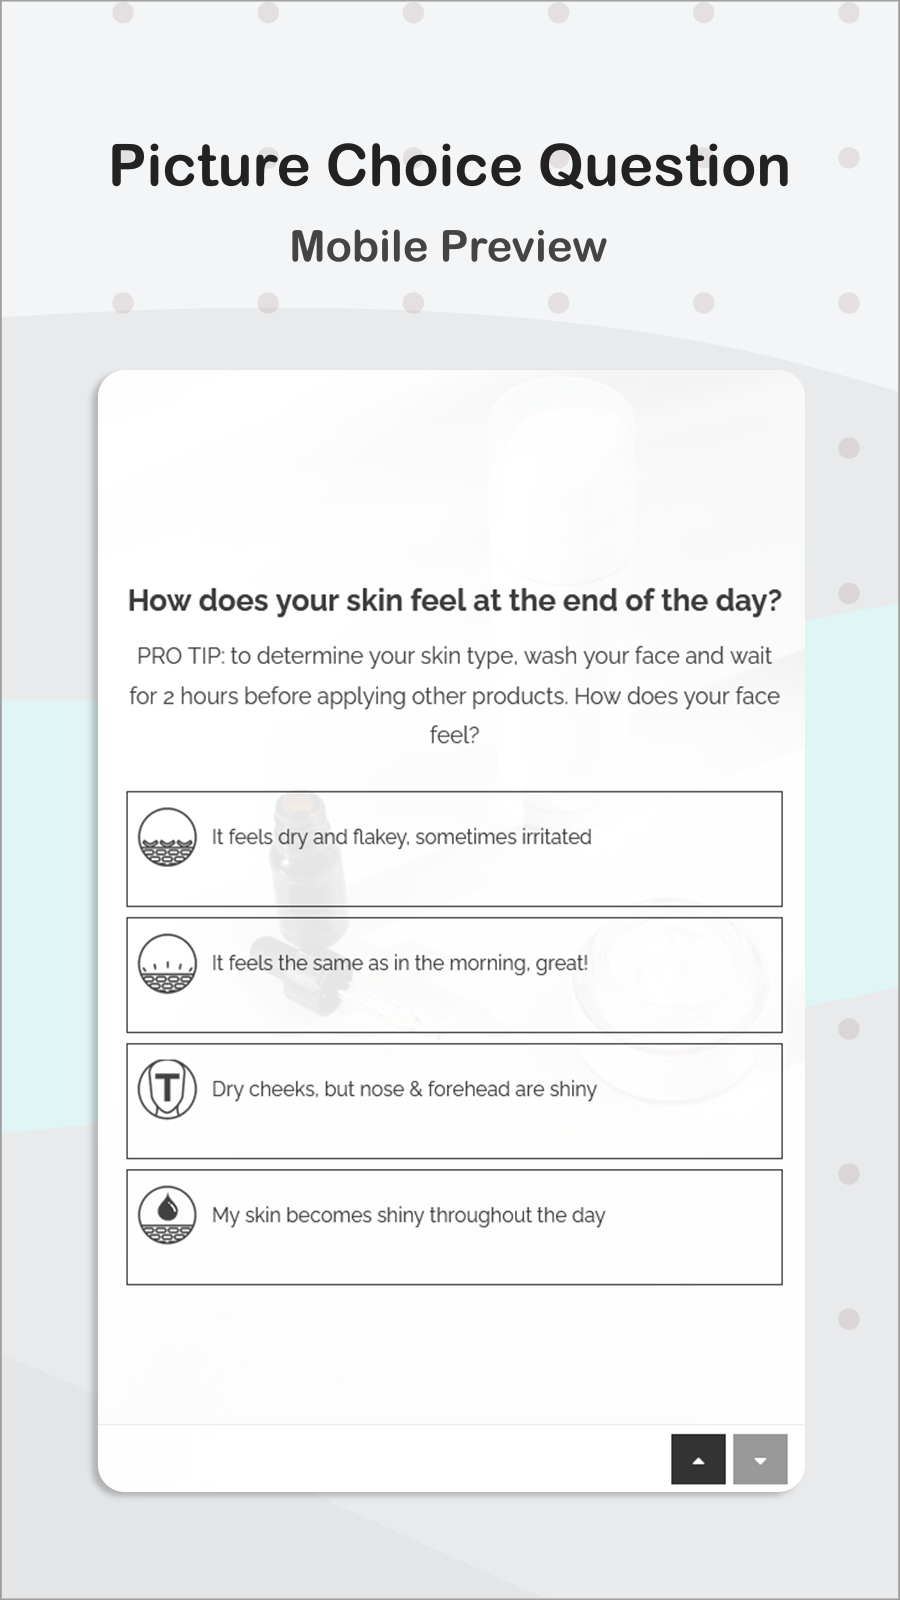 Picture Choice Question
Mobile Preview
How does your skin feel at the end of the day?
PRO TIP: to determine your skin type, wash your face and wait
for 2 hours before applying other products. How does your face
feel?
It feels dry and flakey, sometimes irritated
It feels the same as in the morning, great!
T
Dry cheeks, but nose & forehead are shiny
My skin becomes shiny throughout the day